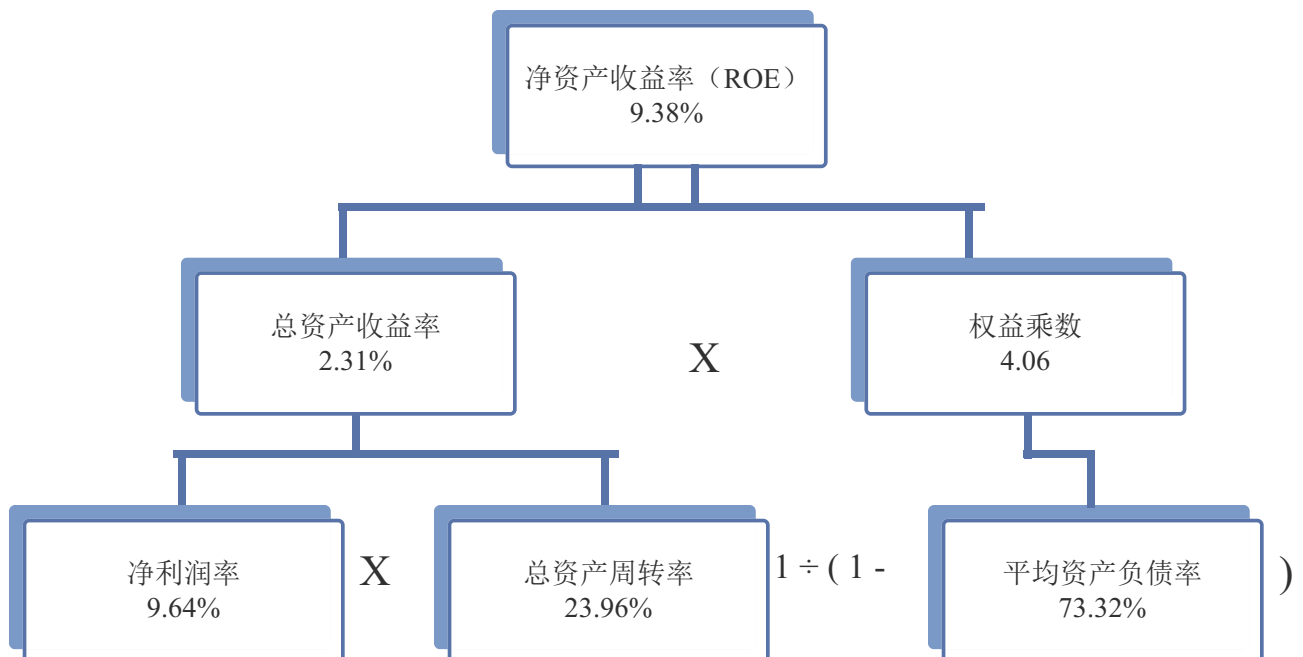 净资产收益率（ROE）
9.38%
总资产收益率
2.31%
X
权益乘数
4.06
净利润率
9.64%
X
总资产周转率
23.96%
1 ÷ ( 1 -
平均资产负债率
73.32%
)